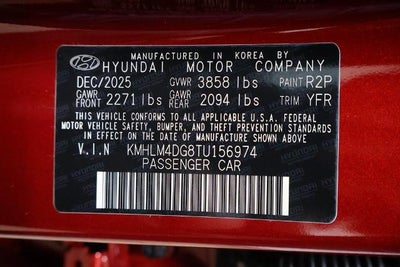 MANUFACTURED IN KOREA BY
HYUNDAI MOTOR COMPANY
DEC/2025 GVWR 3858 lbs PAINT R2P
GAWR FRONT 2271 lbs GAWR REAR 2094 lbs TRIM YFR
THIS VEHICLE CONFORMS TO ALL APPLICABLE U.S. FEDERAL
MOTOR VEHICLE SAFETY, BUMPER, AND THEFT PREVENTION STANDARDS
IN EFFECT ON THE DATE OF MANUFACTURE SHOWN ABOVE.
V.I.N KMHLM4DG8TU156974
PASSENGER CAR